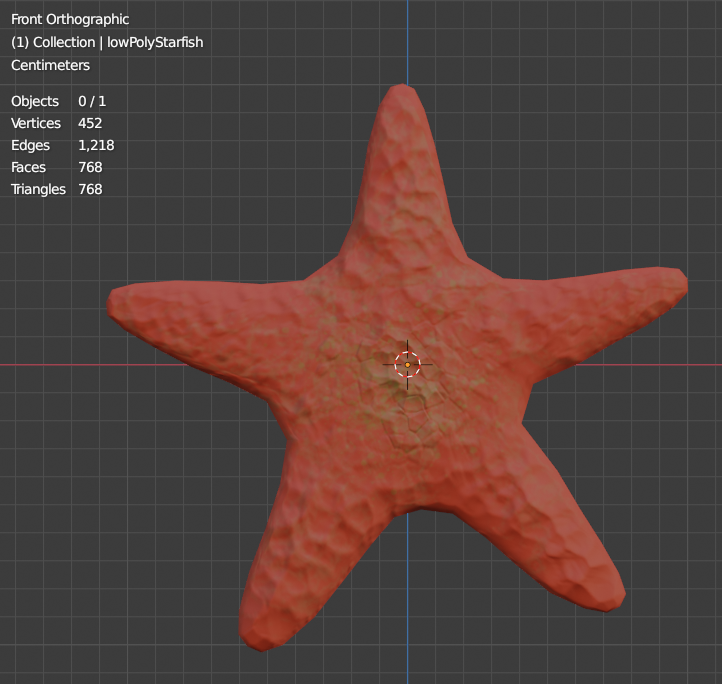 Front Orthographic
(1) Collection | lowPolyStarfish
Centimeters
Objects 0 / 1
Vertices 452
Edges 1,218
Faces 768
Triangles 768